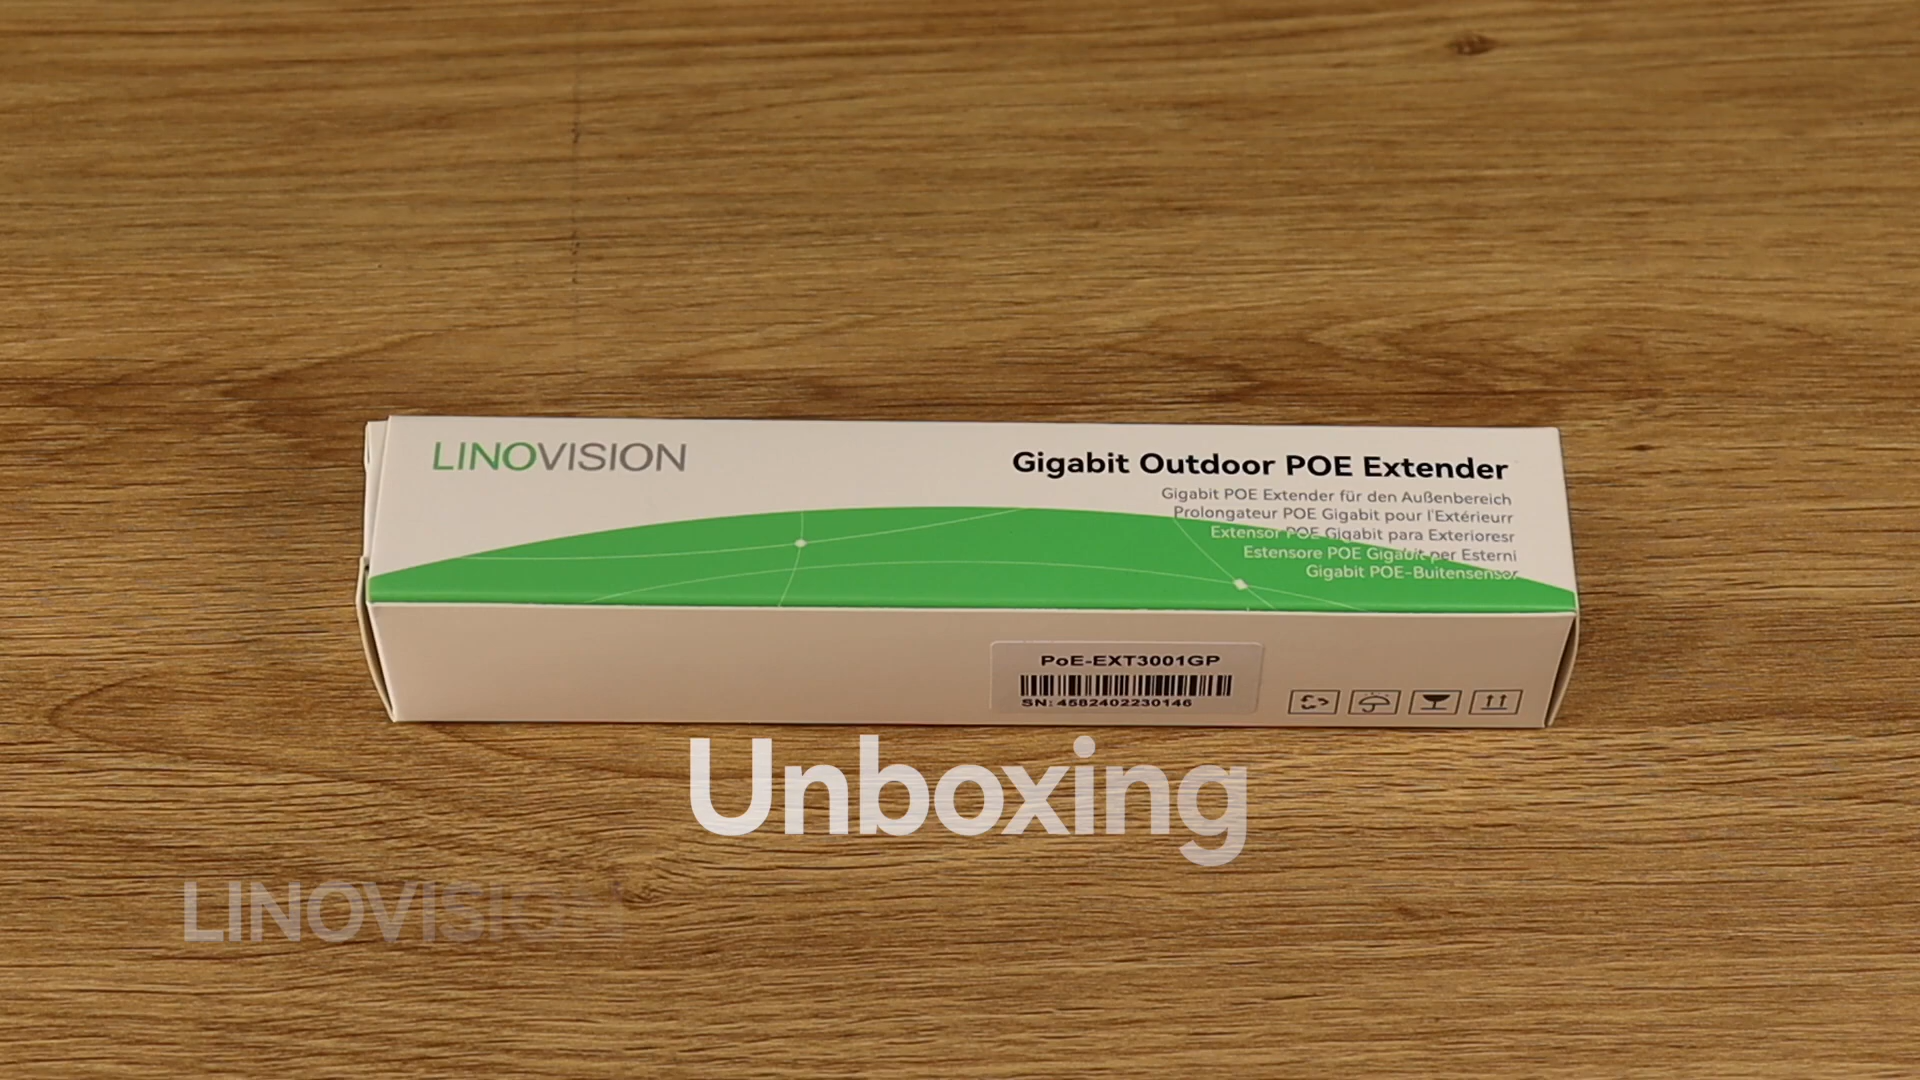 LINOVISION
Gigabit Outdoor POE Extender
Gigabit POE Extender für den Außenbereich
Prolongateur POE Gigabit pour l'Extérieurr
Extensor POE Gigabit para Exterioresr
Estensore POE Gigabit per Esterni
Gigabit POE-Buitensensor
PoE-EXT3001GP
SN: 4582402230146
Unboxing
LINOVISION